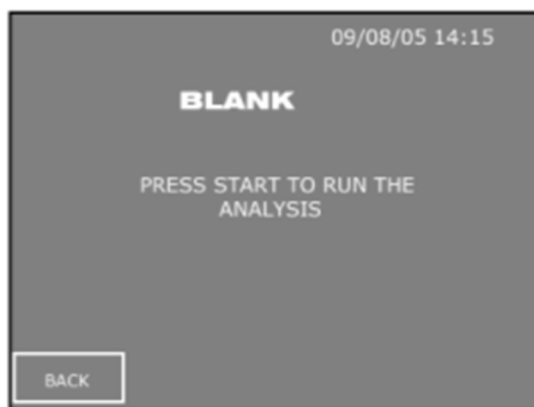 09/08/05 14:15
BLANK
PRESS START TO RUN THE
ANALYSIS
BACK